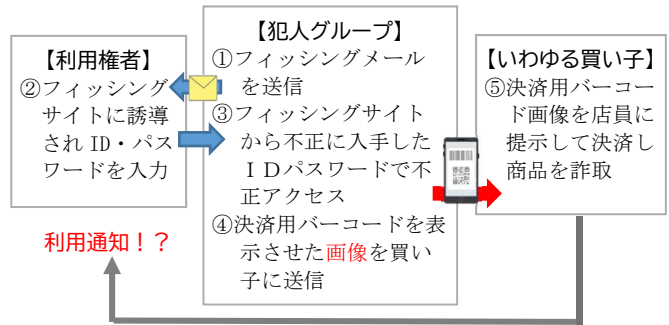 【利用権者】
②フィッシング
サイトに誘導
され ID・パス
ワードを入力
【犯人グループ】
①フィッシングメール
を送信
③フィッシングサイト
から不正に入手した
ＩＤパスワードで不
正アクセス
④決済用バーコードを表
示させた画像を買い
子に送信
【いわゆる買い子】
⑤決済用バーコー
ド画像を店員に
提示して決済し
商品を詐取
利用通知！？